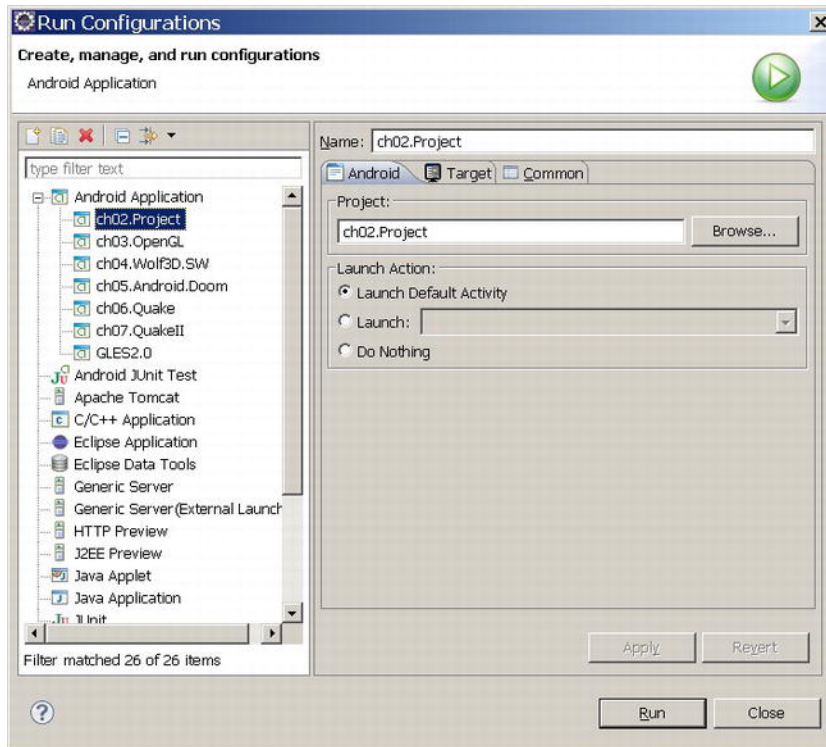 Run Configurations
Create, manage, and run configurations
Android Application
type filter text
Android Application
ch02.Project
ch03.OpenGL
ch04.Wolf3D.SW
ch05.Android.Doom
ch06.Quake
ch07.QuakeII
GLES2.0
Android JUnit Test
Apache Tomcat
C/C++ Application
Eclipse Application
Eclipse Data Tools
Generic Server
Generic Server(External Launch
HTTP Preview
J2EE Preview
Java Applet
Java Application
JUnit
Filter matched 26 of 26 items
Name: ch02.Project
Android Target Common
Project:
ch02.Project Browse...
Launch Action:
Launch Default Activity
Launch:
Do Nothing
Apply Revert
Run Close